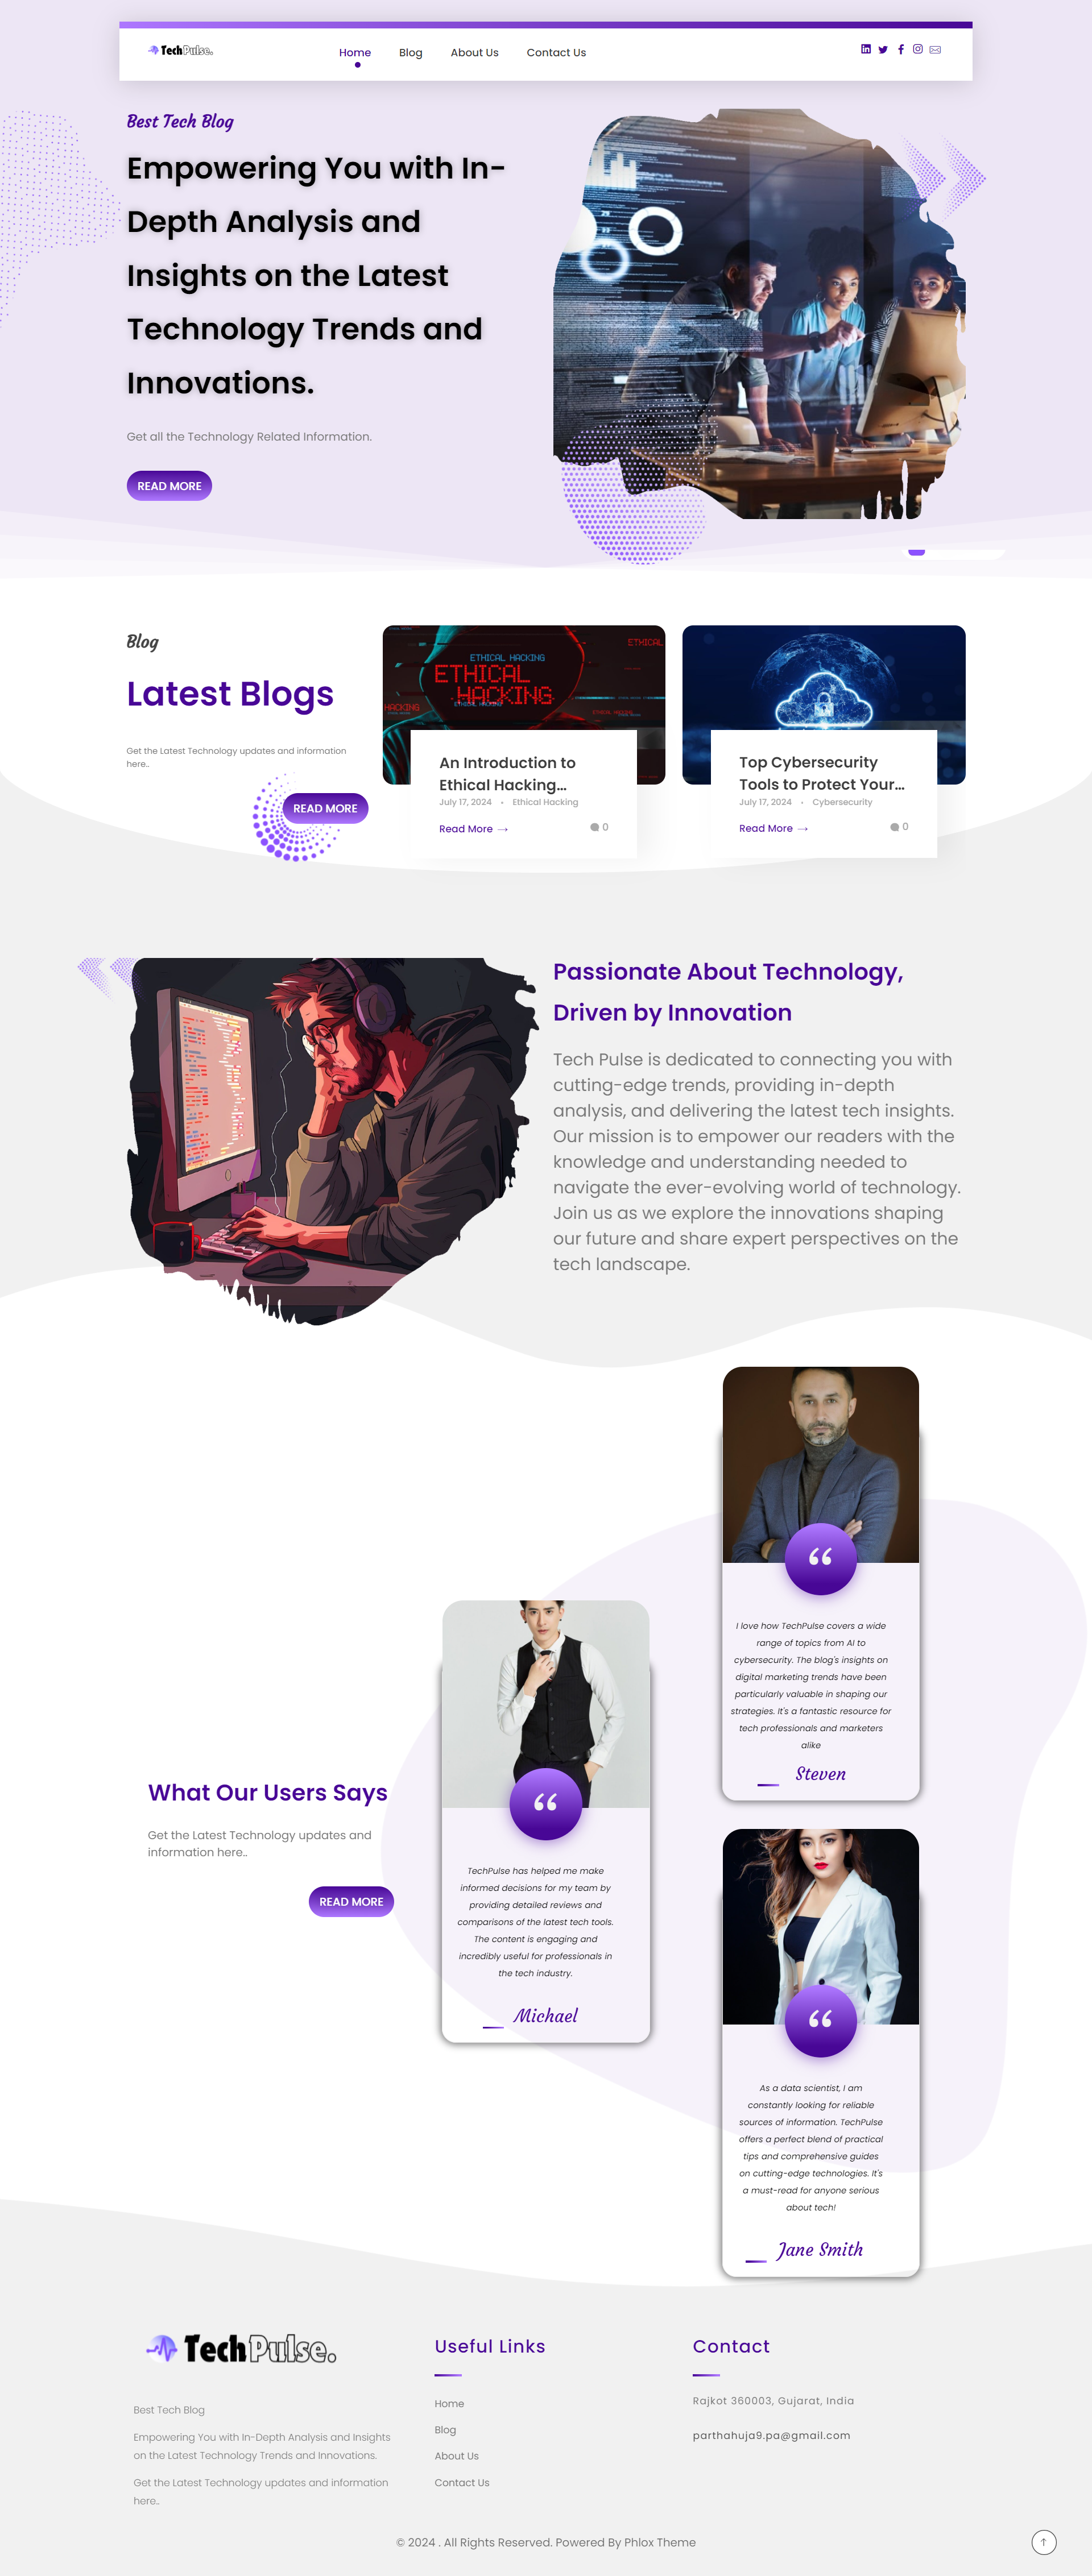 TechPulse.
Home Blog About Us Contact Us
Best Tech Blog
Empowering You with In-
Depth Analysis and
Insights on the Latest
Technology Trends and
Innovations.
Get all the Technology Related Information.
READ MORE
Blog
Latest Blogs
Get the Latest Technology updates and information
here..
READ MORE
ETHICAL
ETHICAL HACKING
ETHICAL
HACKING
HACKING
ETHICAL HACKING
An Introduction to
Ethical Hacking...
July 17, 2024 • Ethical Hacking
Read More → 0
Top Cybersecurity
Tools to Protect Your...
July 17, 2024 • Cybersecurity
Read More → 0
Passionate About Technology,
Driven by Innovation
Tech Pulse is dedicated to connecting you with
cutting-edge trends, providing in-depth
analysis, and delivering the latest tech insights.
Our mission is to empower our readers with the
knowledge and understanding needed to
navigate the ever-evolving world of technology.
Join us as we explore the innovations shaping
our future and share expert perspectives on the
tech landscape.
What Our Users Says
Get the Latest Technology updates and
information here..
READ MORE
“
TechPulse has helped me make
informed decisions for my team by
providing detailed reviews and
comparisons of the latest tech tools.
The content is engaging and
incredibly useful for professionals in
the tech industry.
Michael
“
I love how TechPulse covers a wide
range of topics from AI to
cybersecurity. The blog's insights on
digital marketing trends have been
particularly valuable in shaping our
strategies. It's a fantastic resource for
tech professionals and marketers
alike
Steven
“
As a data scientist, I am
constantly looking for reliable
sources of information. TechPulse
offers a perfect blend of practical
tips and comprehensive guides
on cutting-edge technologies. It's
a must-read for anyone serious
about tech!
Jane Smith
TechPulse.
Best Tech Blog
Empowering You with In-Depth Analysis and Insights
on the Latest Technology Trends and Innovations.
Get the Latest Technology updates and information
here..
Useful Links
Home
Blog
About Us
Contact Us
Contact
Rajkot 360003, Gujarat, India
parthahuja9.pa@gmail.com
© 2024 . All Rights Reserved. Powered By Phlox Theme